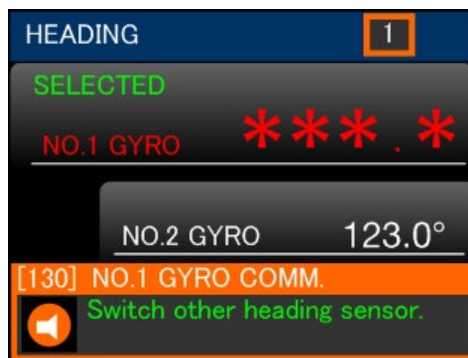 HEADING 1
SELECTED
NO.1 GYRO ***.*
NO.2 GYRO 123.0°
[130] NO.1 GYRO COMM.
Switch other heading sensor.